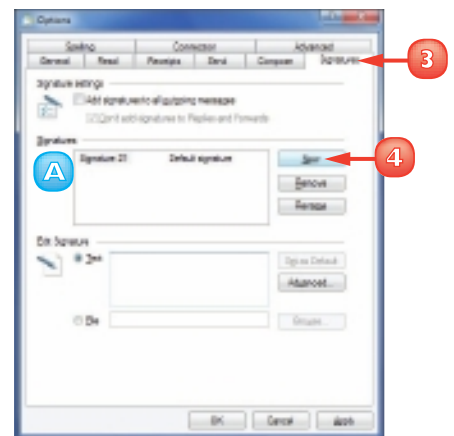 Options
Spelling Connection Advanced
General Read Receipts Send Compose Signatures
3
Signature settings
Add signatures to all outgoing messages
Don't add signatures to Replies and Forwards
Signatures
A
Signature #1 Default signature
New
4
Remove
Rename
Edit Signature
Text
Set as Default
Advanced...
File
Browse...
OK Cancel Apply